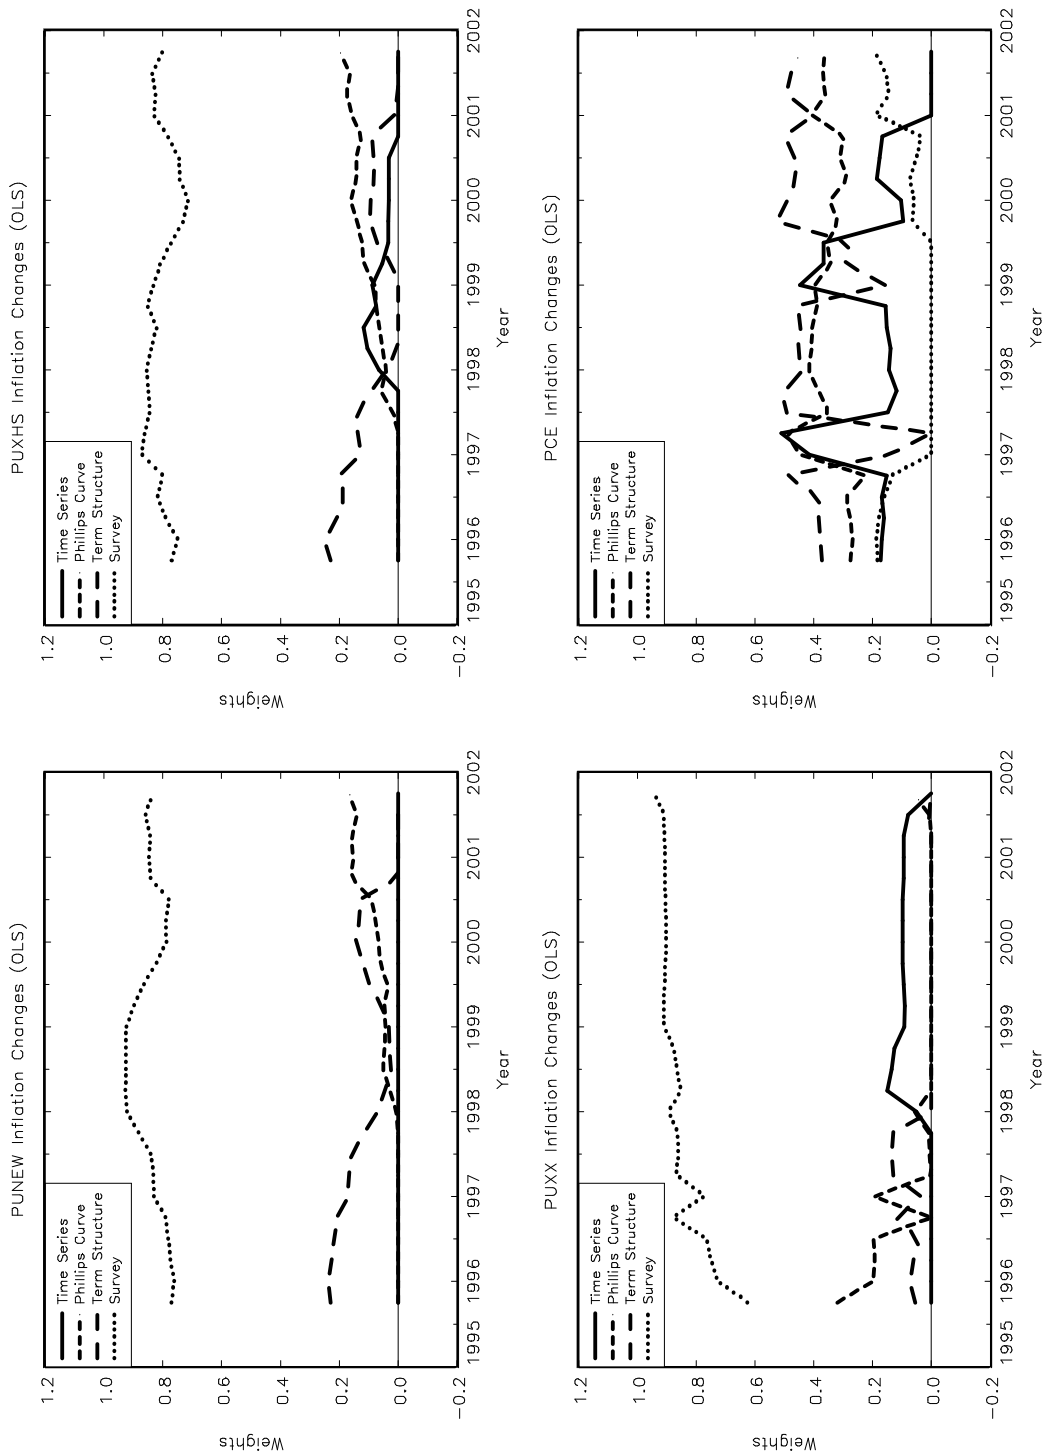 PUNEW Inflation Changes (OLS)
Time Series
Phillips Curve
Term Structure
Survey
Weights
1.2
1.0
0.8
0.6
0.4
0.2
0.0
−0.2
1995 1996 1997 1998 1999 2000 2001 2002
Year
PUXHS Inflation Changes (OLS)
Time Series
Phillips Curve
Term Structure
Survey
Weights
1.2
1.0
0.8
0.6
0.4
0.2
0.0
−0.2
1995 1996 1997 1998 1999 2000 2001 2002
Year
PUXX Inflation Changes (OLS)
Time Series
Phillips Curve
Term Structure
Survey
Weights
1.2
1.0
0.8
0.6
0.4
0.2
0.0
−0.2
1995 1996 1997 1998 1999 2000 2001 2002
Year
PCE Inflation Changes (OLS)
Time Series
Phillips Curve
Term Structure
Survey
Weights
1.2
1.0
0.8
0.6
0.4
0.2
0.0
−0.2
1995 1996 1997 1998 1999 2000 2001 2002
Year